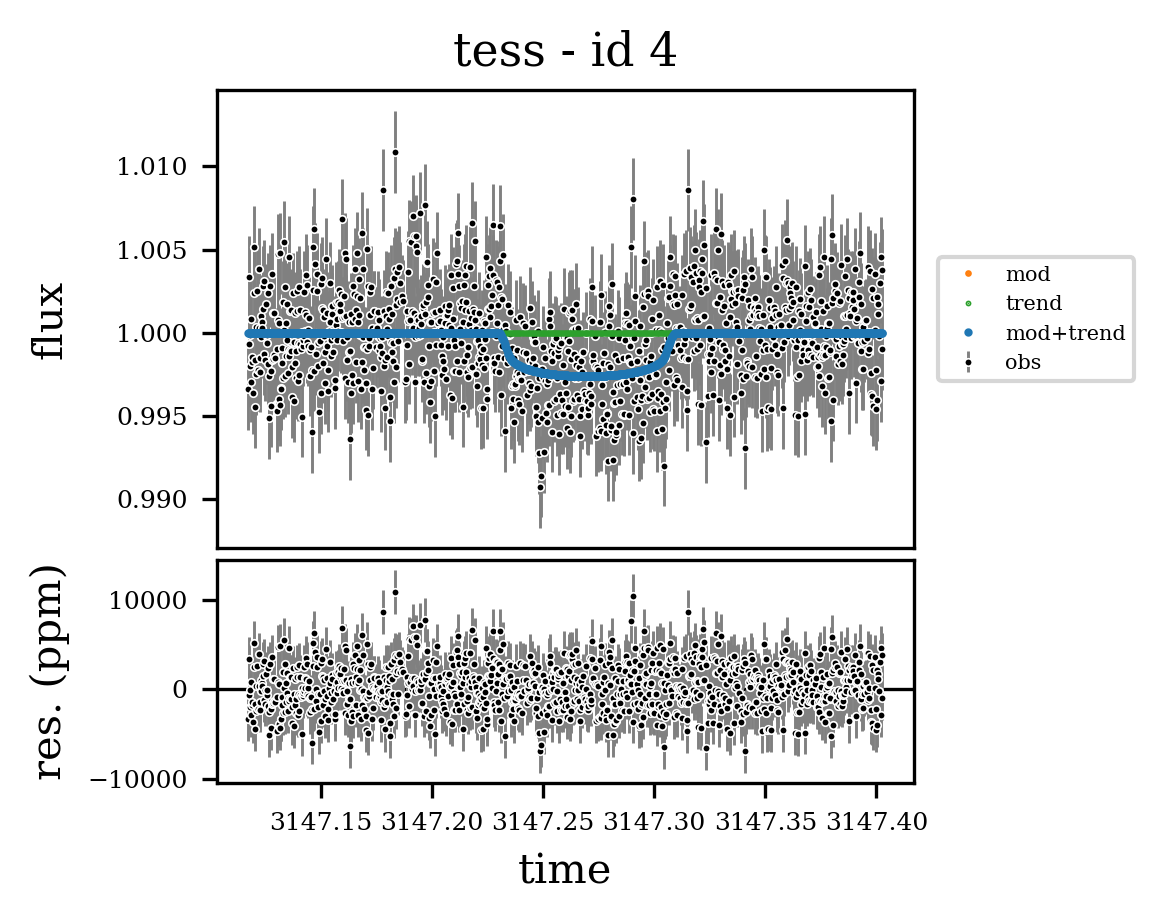 tess - id 4
flux
1.010
1.005
1.000
0.995
0.990
mod
trend
mod+trend
obs
res. (ppm)
10000
0
−10000
3147.15 3147.20 3147.25 3147.30 3147.35 3147.40
time